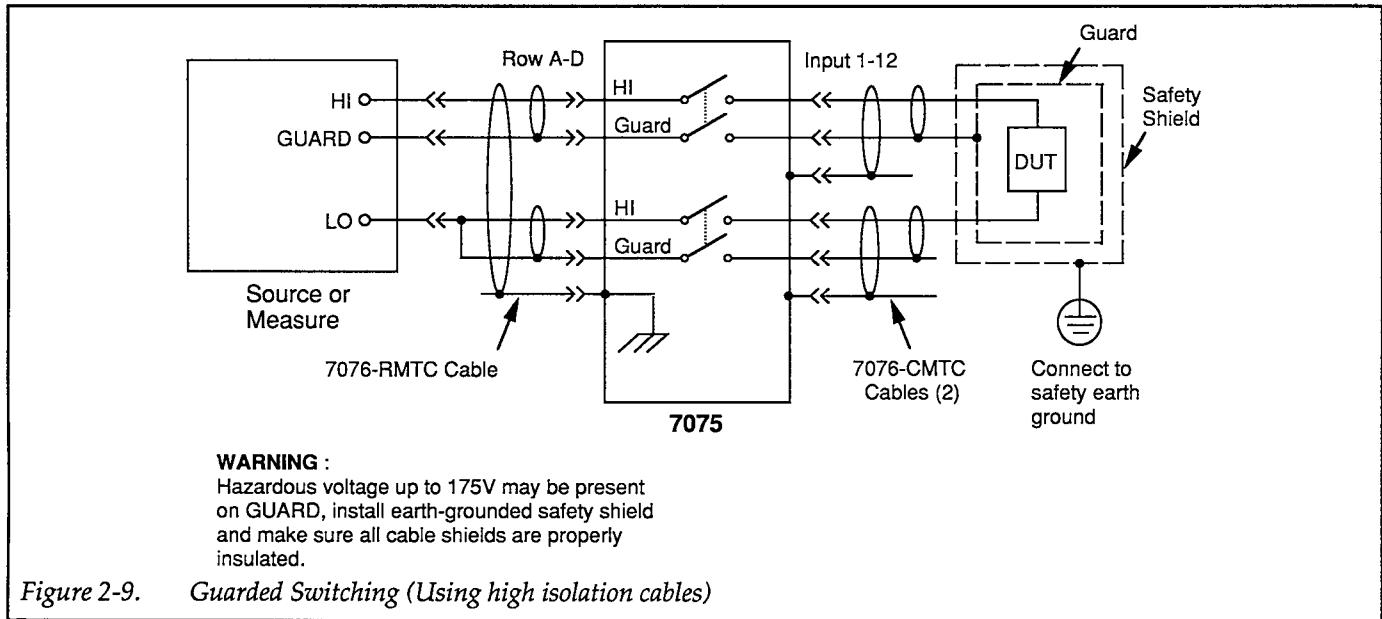 Guard
Row A-D
Input 1-12
Safety
Shield
HI
HI
GUARD
Guard
DUT
LO
HI
Guard
Source or
Measure
7076-RMTC Cable
7076-CMTC
Cables (2)
Connect to
safety earth
ground
7075
WARNING :
Hazardous voltage up to 175V may be present
on GUARD, install earth-grounded safety shield
and make sure all cable shields are properly
insulated.
Figure 2-9. Guarded Switching (Using high isolation cables)